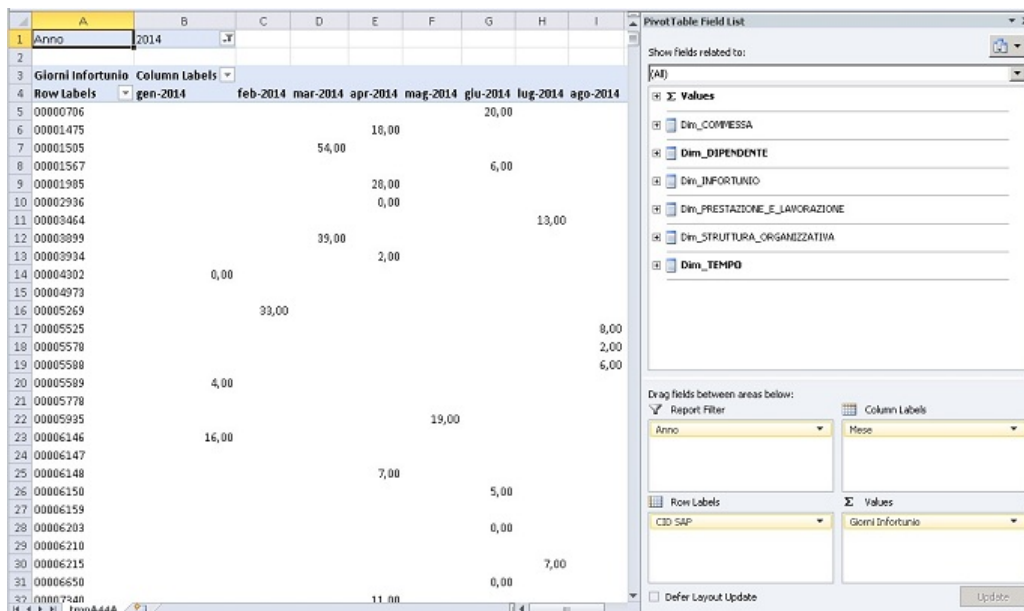 A B C D E F G H I
1 Anno 2014
2
3 Giorni Infortunio Column Labels
4 Row Labels gen-2014 feb-2014 mar-2014 apr-2014 mag-2014 giu-2014 lug-2014 ago-2014
5 00000706 20,00
6 00001475 18,00
7 00001505 54,00
8 00001567 6,00
9 00001985 28,00
10 00002936 0,00
11 00003464 13,00
12 00003899 39,00
13 00003934 2,00
14 00004302 0,00
15 00004973
16 00005269 33,00
17 00005525 8,00
18 00005578 2,00
19 00005588 6,00
20 00005589 4,00
21 00005778
22 00005935 19,00
23 00006146 16,00
24 00006147
25 00006148 7,00
26 00006150 5,00
27 00006159
28 00006203 0,00
29 00006210
30 00006215 7,00
31 00006650 0,00
32 00007340 11,00
PivotTable Field List
Show fields related to:
(All)
Σ Values
Dim_COMMESSA
Dim_DIPENDENTE
Dim_INFORTUNIO
Dim_PRESTAZIONE_E_LAVORAZIONE
Dim_STRUTTURA_ORGANIZZATIVA
Dim_TEMPO
Drag fields between areas below:
Report Filter Column Labels
Anno Mese
Row Labels Σ Values
CID SAP Giorni Infortunio
Defer Layout Update Update